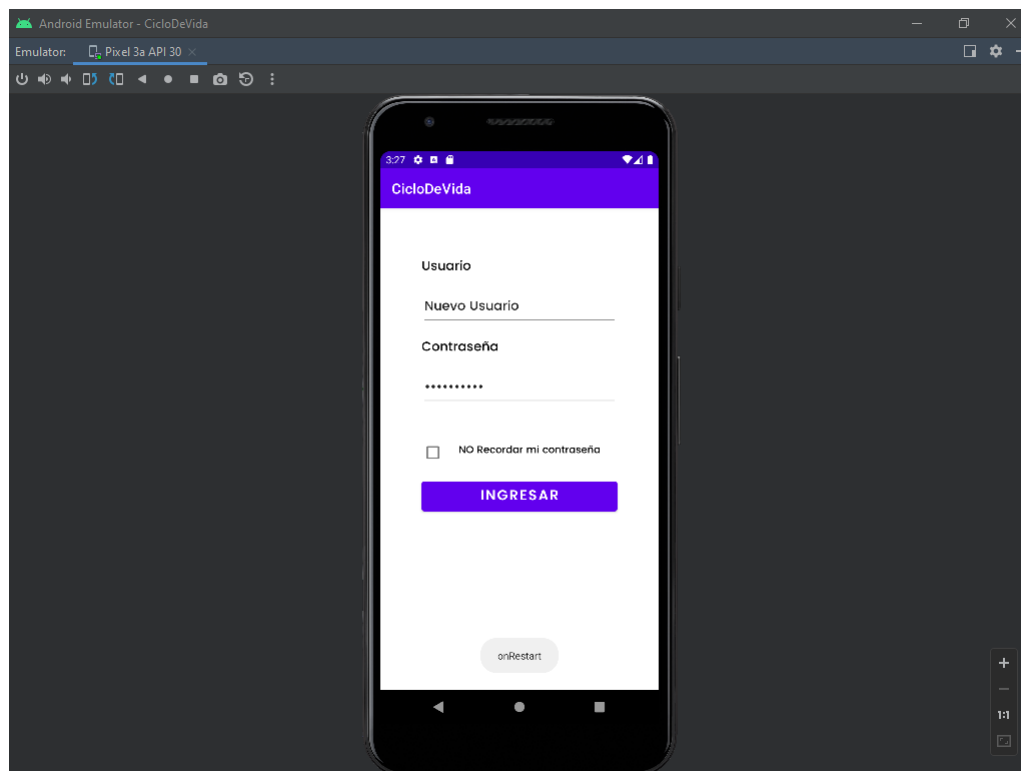 Android Emulator - CicloDeVida
Emulator: Pixel 3a API 30
3:27
CicloDeVida
Usuario
Nuevo Usuario
Contraseña
••••••••••
NO Recordar mi contraseña
INGRESAR
onRestart
1:1